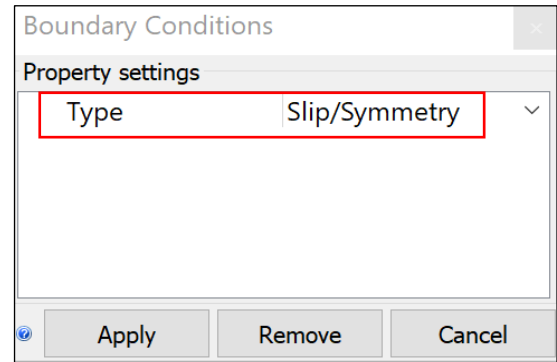 Boundary Conditions
Property settings
Type Slip/Symmetry
Apply Remove Cancel